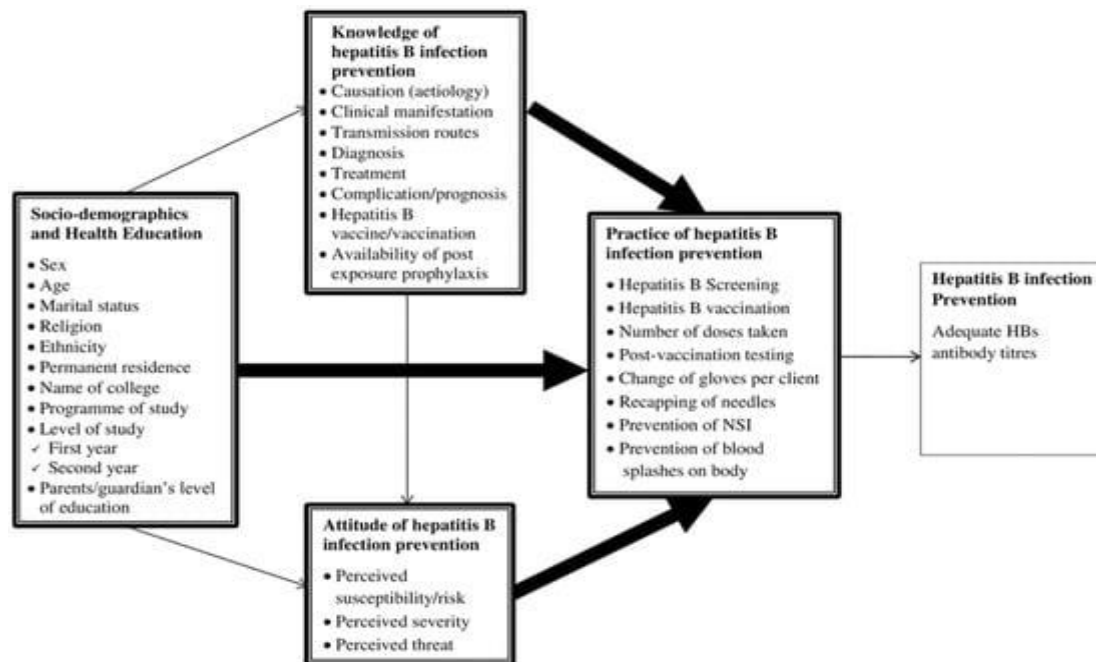 Knowledge of
hepatitis B infection
prevention
• Causation (aetiology)
• Clinical manifestation
• Transmission routes
• Diagnosis
• Treatment
• Complication/prognosis
• Hepatitis B
vaccine/vaccination
• Availability of post
exposure prophylaxis
Socio-demographics
and Health Education
• Sex
• Age
• Marital status
• Religion
• Ethnicity
• Permanent residence
• Name of college
• Programme of study
• Level of study
✓ First year
✓ Second year
• Parents/guardian's level
of education
Attitude of hepatitis B
infection prevention
• Perceived
susceptibility/risk
• Perceived severity
• Perceived threat
Practice of hepatitis B
infection prevention
• Hepatitis B Screening
• Hepatitis B vaccination
• Number of doses taken
• Post-vaccination testing
• Change of gloves per client
• Recapping of needles
• Prevention of NSI
• Prevention of blood
splashes on body
Hepatitis B infection
Prevention
Adequate HBs
antibody titres